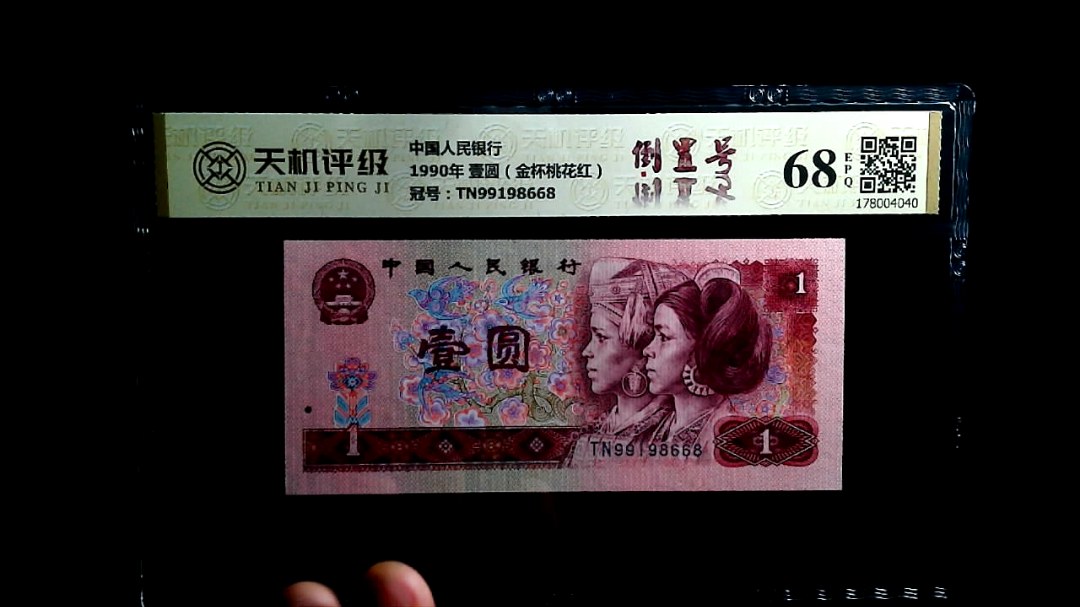 天机评级
TIAN JI PING JI
中国人民银行
1990年 壹圆（金杯桃花红）
冠号：TN99198668
倒置号
68
EPQ
178004040
中国人民银行
1
壹圆
1
TN99198668
1